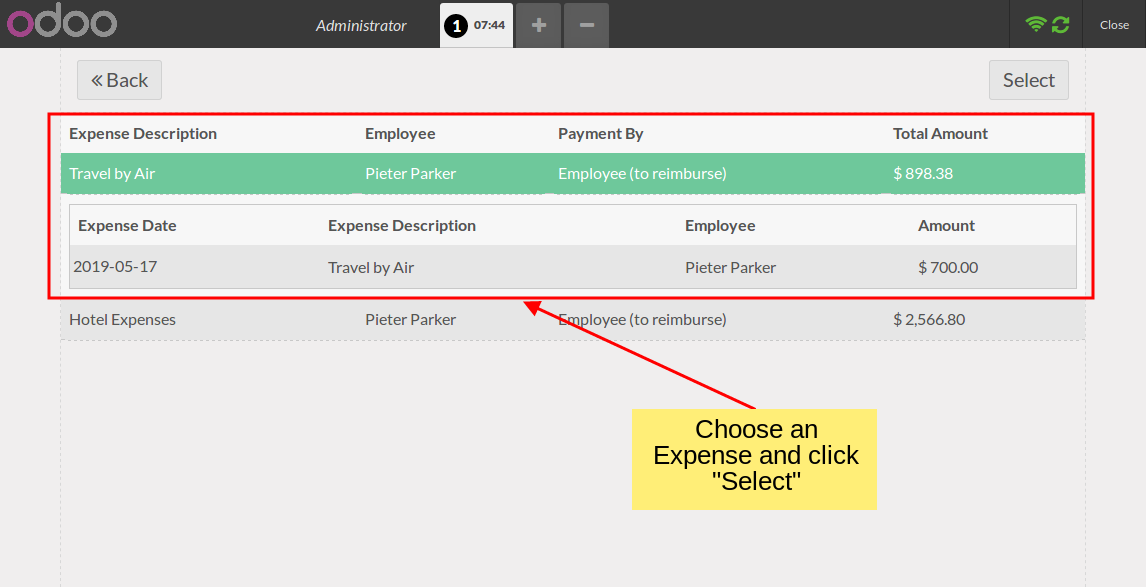 odoo Administrator 1 07:44 + − Close
« Back Select
Expense Description Employee Payment By Total Amount
Travel by Air Pieter Parker Employee (to reimburse) $ 898.38
Expense Date Expense Description Employee Amount
2019-05-17 Travel by Air Pieter Parker $ 700.00
Hotel Expenses Pieter Parker Employee (to reimburse) $ 2,566.80
Choose an
Expense and click
"Select"